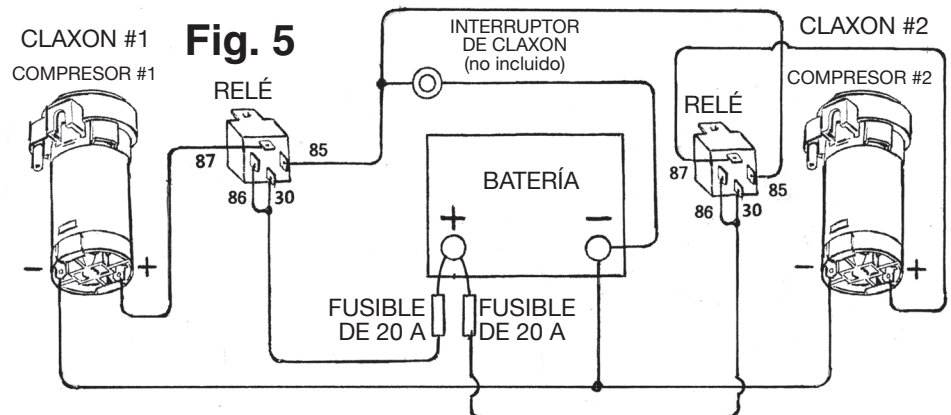 Fig. 5
CLAXON #1
COMPRESOR #1
RELÉ
87
85
86
30
INTERRUPTOR
DE CLAXON
(no incluido)
BATERÍA
+
−
FUSIBLE
DE 20 A
FUSIBLE
DE 20 A
RELÉ
87
85
86
30
CLAXON #2
COMPRESOR #2
−
+
−
+